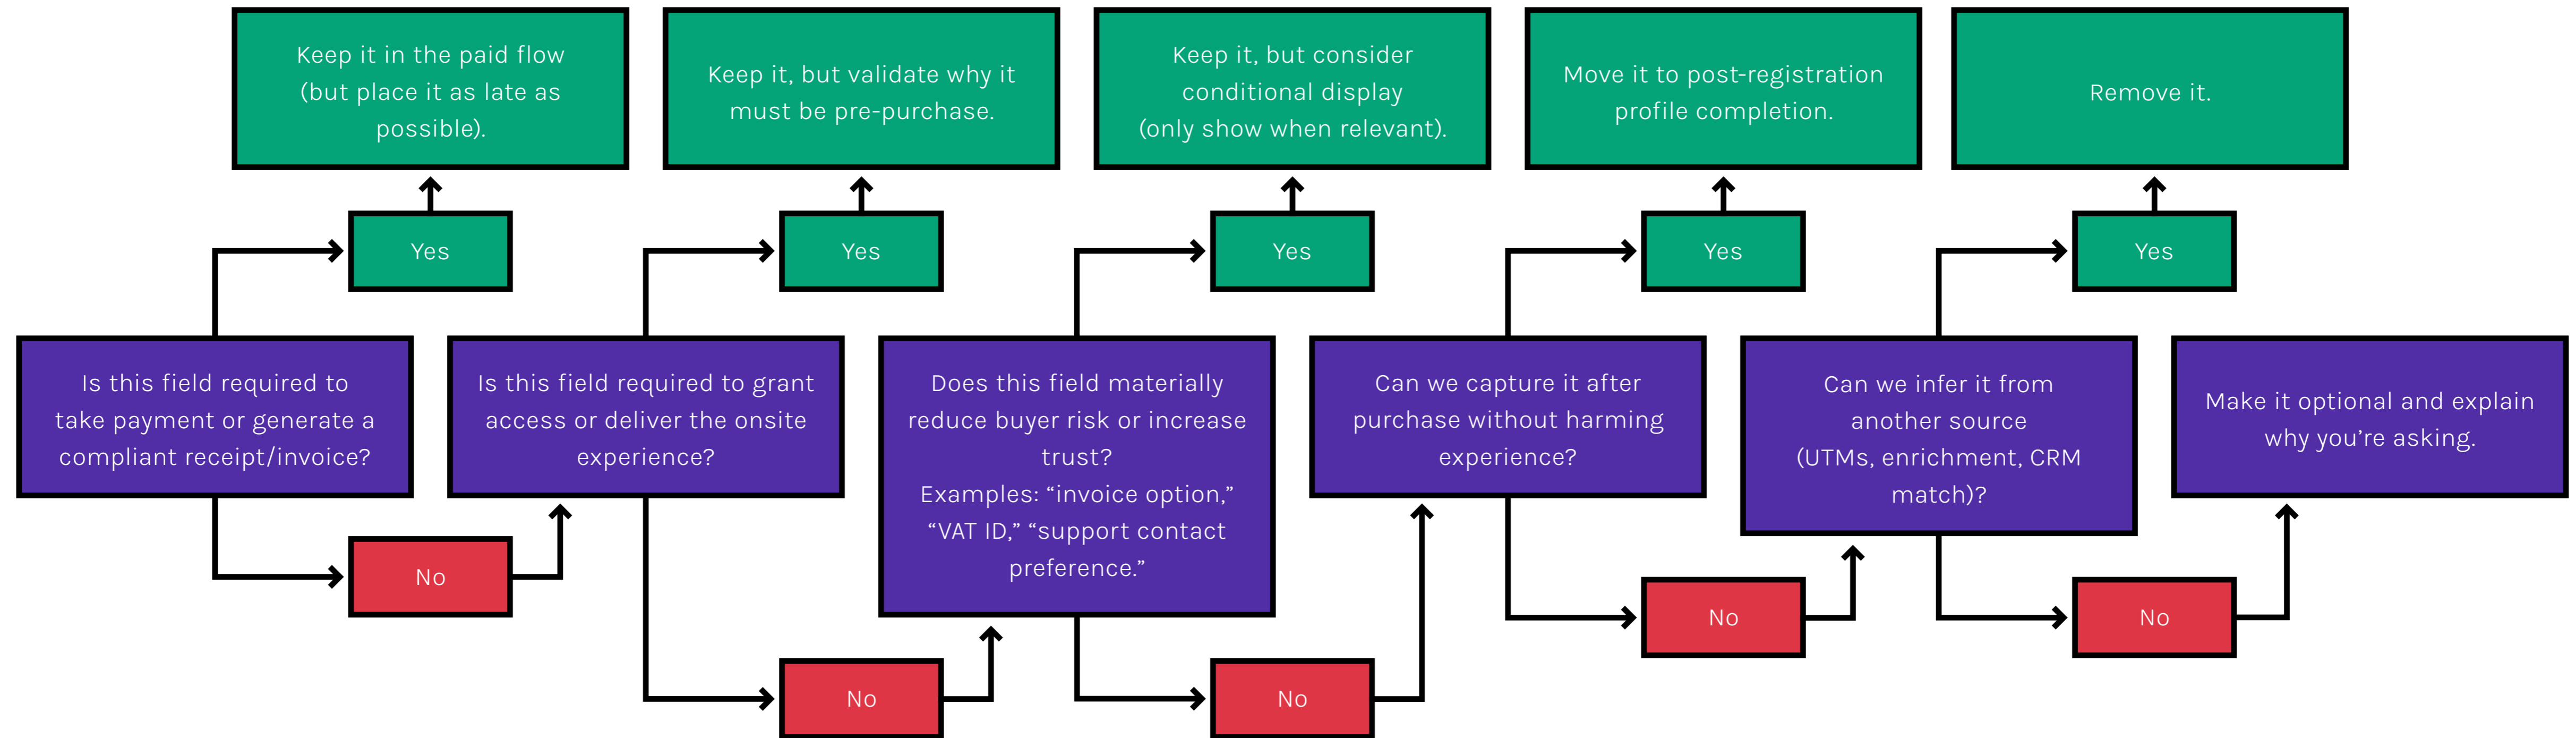 Keep it in the paid flow
(but place it as late as
possible).
Keep it, but validate why it
must be pre-purchase.
Keep it, but consider
conditional display
(only show when relevant).
Move it to post-registration
profile completion.
Remove it.
Yes
Yes
Yes
Yes
Yes
Is this field required to
take payment or generate a
compliant receipt/invoice?
Is this field required to grant
access or deliver the onsite
experience?
Does this field materially
reduce buyer risk or increase
trust?
Examples: “invoice option,”
“VAT ID,” “support contact
preference.”
Can we capture it after
purchase without harming
experience?
Can we infer it from
another source
(UTMs, enrichment, CRM
match)?
Make it optional and explain
why you’re asking.
No
No
No
No
No